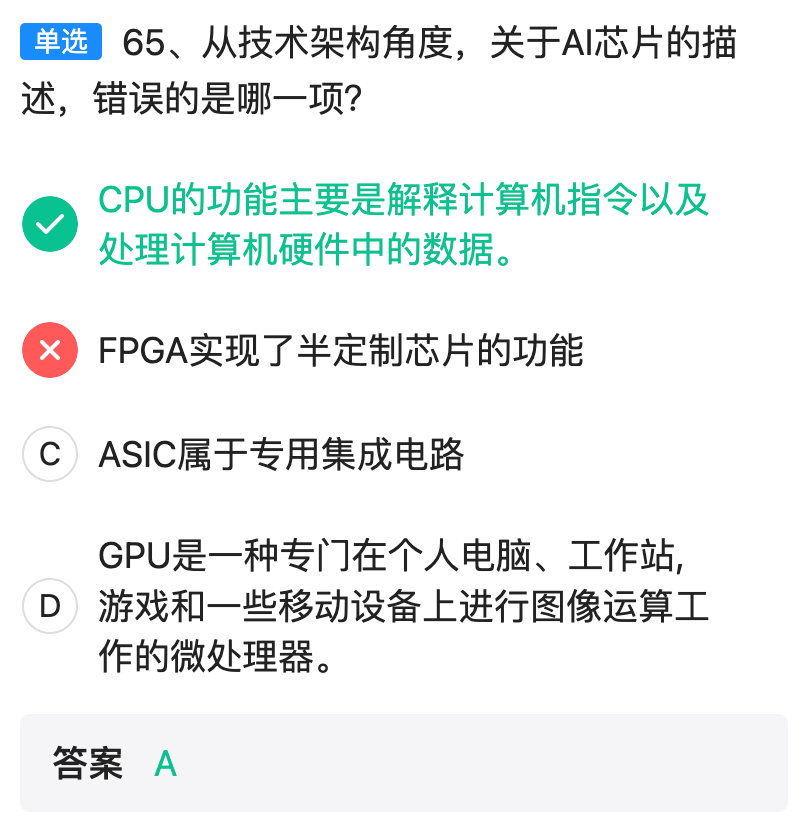 单选 65、从技术架构角度，关于AI芯片的描
述，错误的是哪一项?
CPU的功能主要是解释计算机指令以及
处理计算机硬件中的数据。
FPGA实现了半定制芯片的功能
C ASIC属于专用集成电路
GPU是一种专门在个人电脑、工作站,
D 游戏和一些移动设备上进行图像运算工
作的微处理器。
答案 A